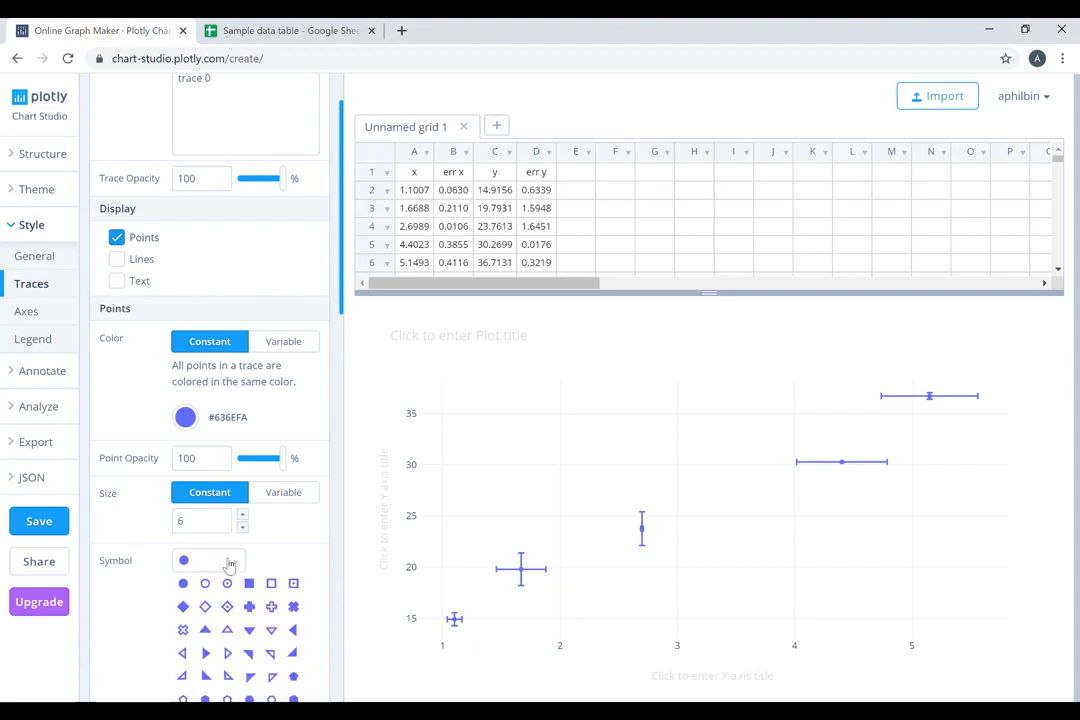 Online Graph Maker · Plotly Cha
Sample data table - Google Shee
chart-studio.plotly.com/create/
A
plotly
Chart Studio
Structure
Theme
Style
General
Traces
Axes
Legend
Annotate
Analyze
Export
JSON
Save
Share
Upgrade
trace 0
Trace Opacity 100 %
Display
Points
Lines
Text
Points
Color Constant Variable
All points in a trace are
colored in the same color.
#636EFA
Point Opacity 100 %
Size Constant Variable
6
Symbol
Import
aphilbin
Unnamed grid 1
A B C D E F G H I J K L M N O P
1 x err x y err y
2 1.1007 0.0630 14.9156 0.6339
3 1.6688 0.2110 19.7931 1.5948
4 2.6989 0.0106 23.7613 1.6451
5 4.4023 0.3855 30.2699 0.0176
6 5.1493 0.4116 36.7131 0.3219
Click to enter Plot title
Click to enter Y axis title
35
30
25
20
15
1 2 3 4 5
Click to enter X axis title